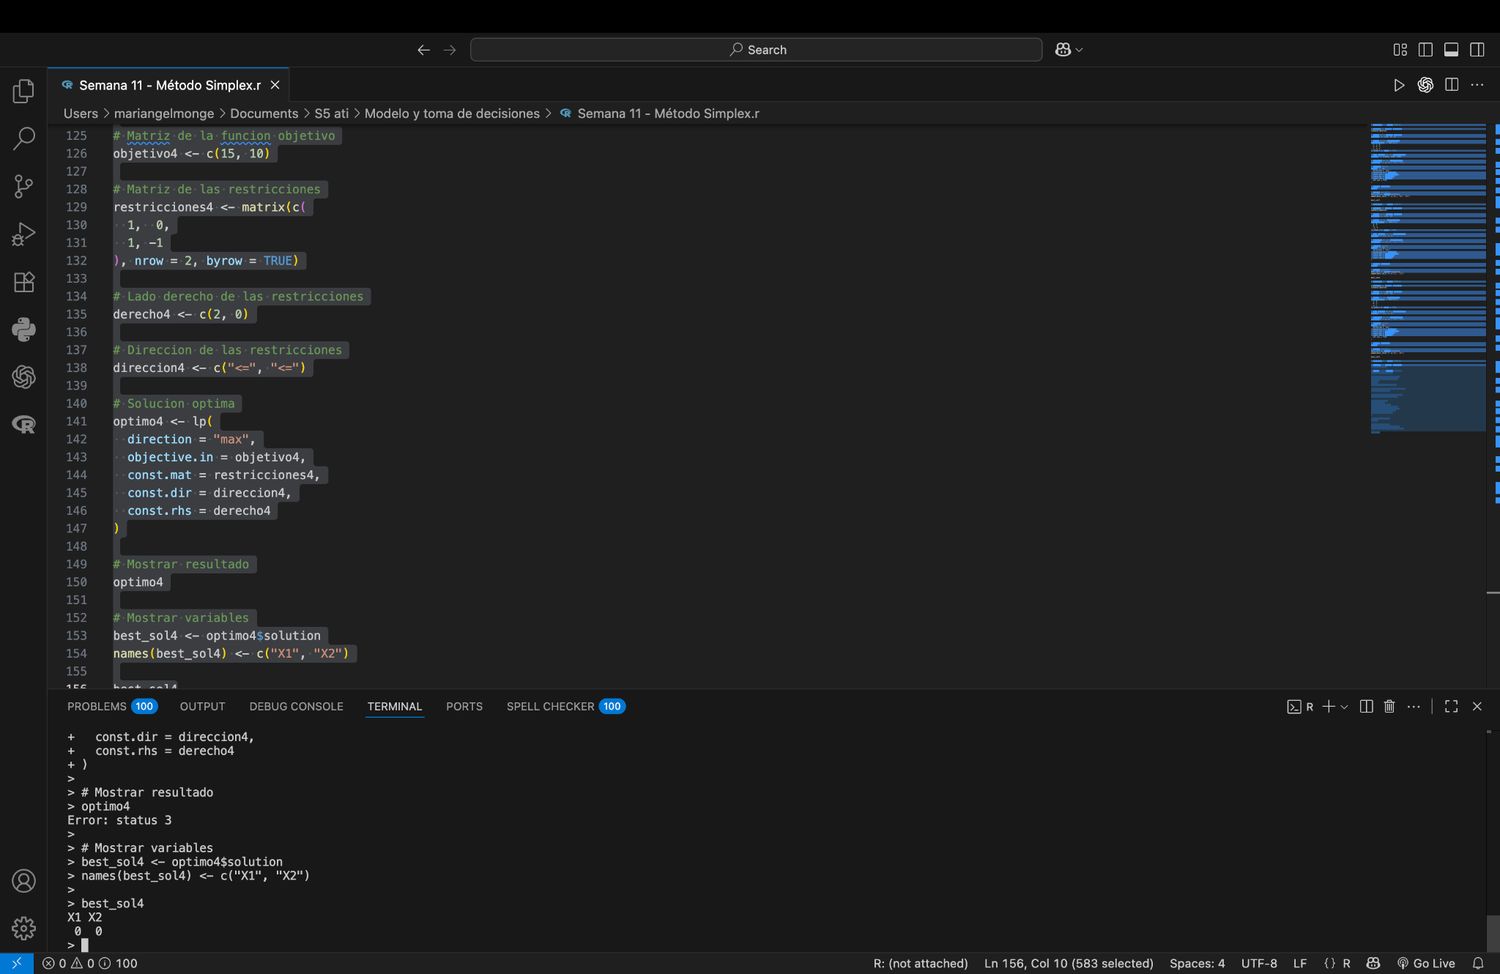 Search
Semana 11 - Método Simplex.r
Users > mariangelmonge > Documents > S5 ati > Modelo y toma de decisiones > Semana 11 - Método Simplex.r
125 # Matriz de la funcion objetivo
126 objetivo4 <- c(15, 10)
127
128 # Matriz de las restricciones
129 restricciones4 <- matrix(c(
130 1, 0,
131 1, -1
132 ), nrow = 2, byrow = TRUE)
133
134 # Lado derecho de las restricciones
135 derecho4 <- c(2, 0)
136
137 # Direccion de las restricciones
138 direccion4 <- c("<=", "<=")
139
140 # Solucion optima
141 optimo4 <- lp(
142 direction = "max",
143 objective.in = objetivo4,
144 const.mat = restricciones4,
145 const.dir = direccion4,
146 const.rhs = derecho4
147 )
148
149 # Mostrar resultado
150 optimo4
151
152 # Mostrar variables
153 best_sol4 <- optimo4$solution
154 names(best_sol4) <- c("X1", "X2")
155
156 best_sol4
PROBLEMS 100 OUTPUT DEBUG CONSOLE TERMINAL PORTS SPELL CHECKER 100 R
+ const.dir = direccion4,
+ const.rhs = derecho4
+ )
>
> # Mostrar resultado
> optimo4
Error: status 3
>
> # Mostrar variables
> best_sol4 <- optimo4$solution
> names(best_sol4) <- c("X1", "X2")
>
> best_sol4
X1 X2
0 0
>
0 0 100 R: (not attached) Ln 156, Col 10 (583 selected) Spaces: 4 UTF-8 LF {} R Go Live